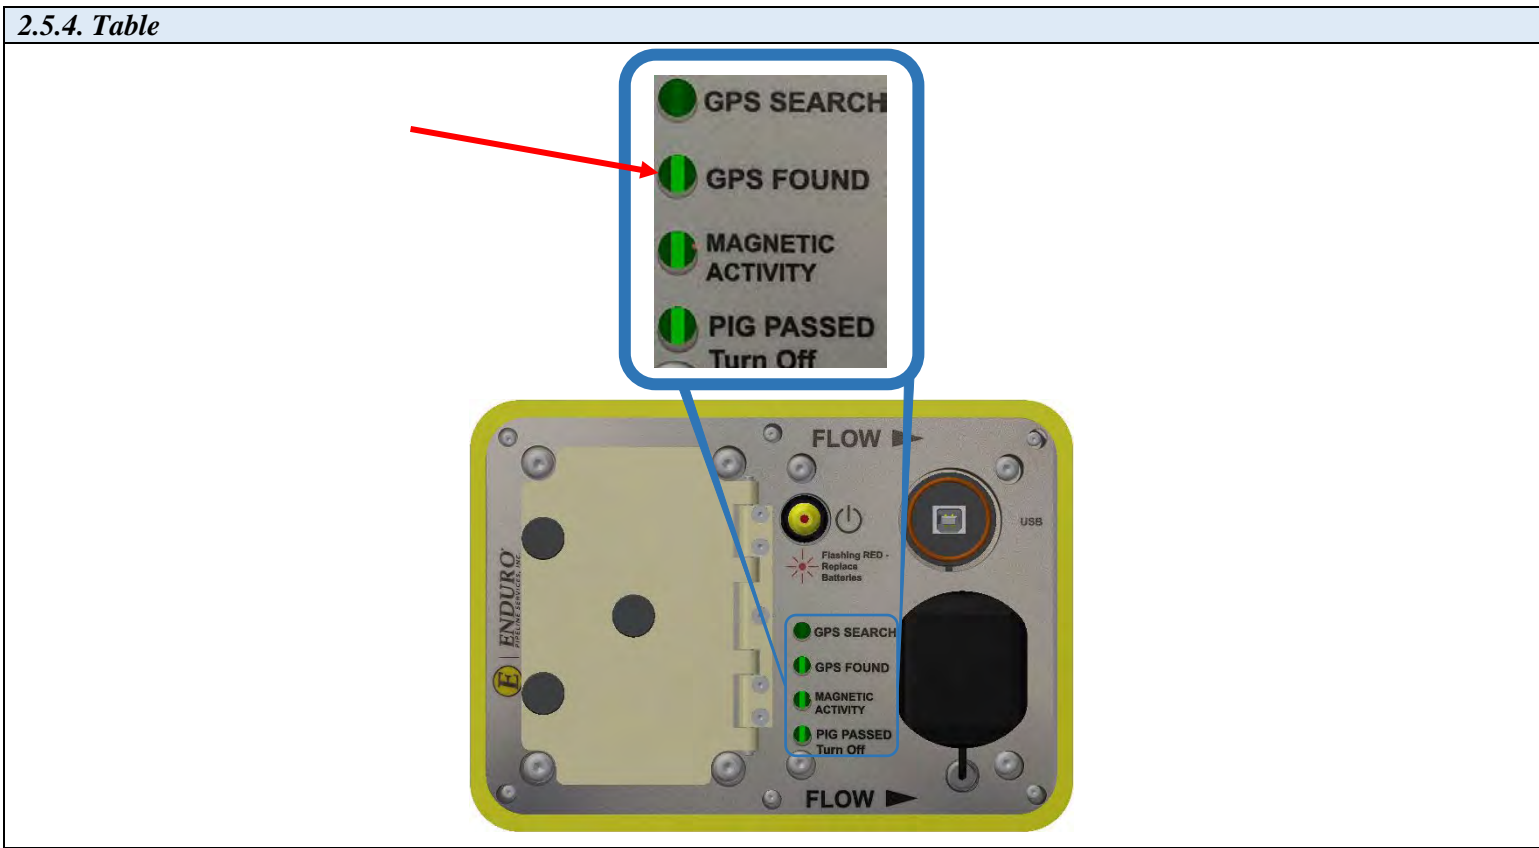 2.5.4. Table
GPS SEARCH
GPS FOUND
MAGNETIC
ACTIVITY
PIG PASSED
Turn Off
FLOW
USB
Flashing RED -
Replace
Batteries
E ENDURO
PIPELINE SERVICES, INC.
GPS SEARCH
GPS FOUND
MAGNETIC
ACTIVITY
PIG PASSED
Turn Off
FLOW